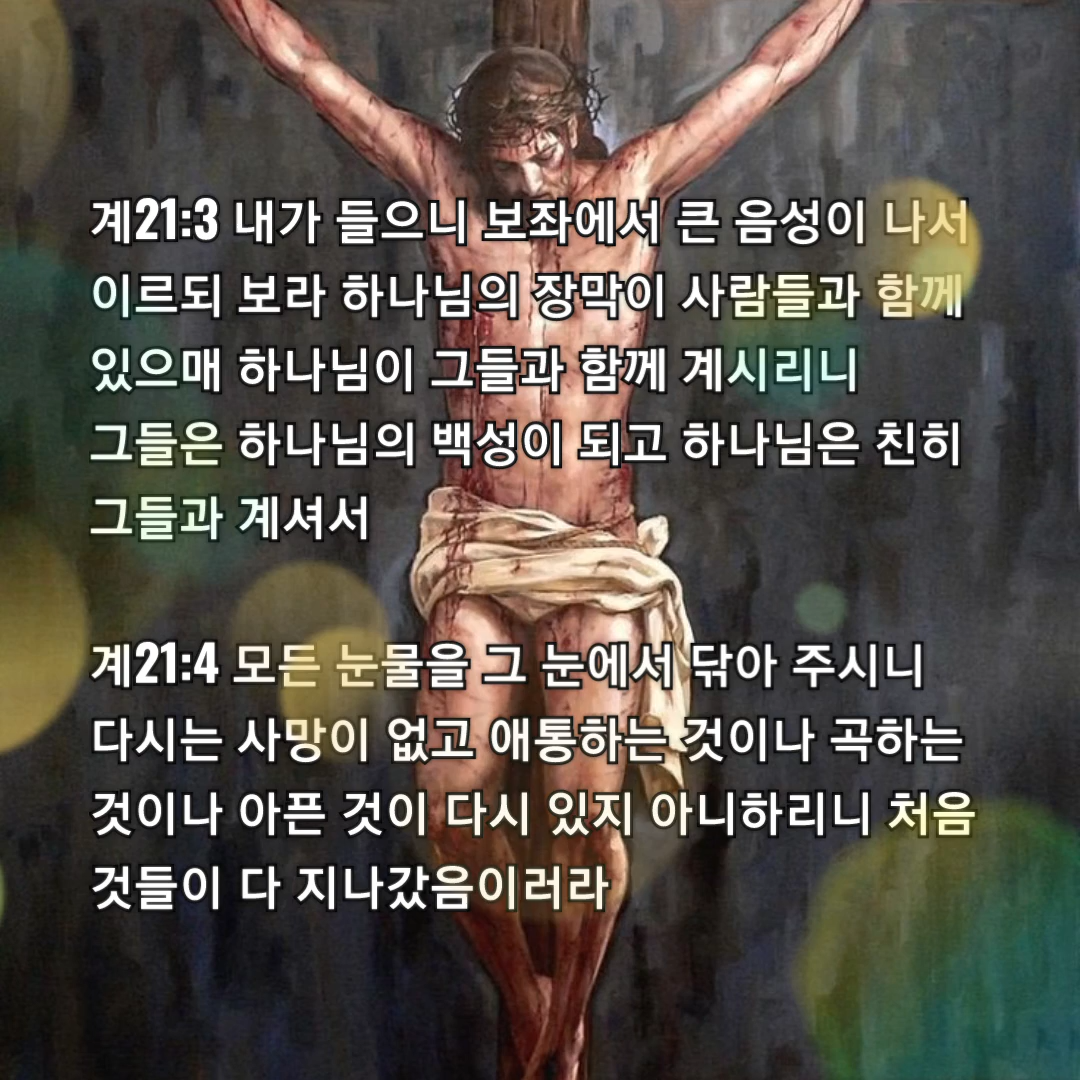 계21:3 내가 들으니 보좌에서 큰 음성이 나서
이르되 보라 하나님의 장막이 사람들과 함께
있으매 하나님이 그들과 함께 계시리니
그들은 하나님의 백성이 되고 하나님은 친히
그들과 계셔서
계21:4 모든 눈물을 그 눈에서 닦아 주시니
다시는 사망이 없고 애통하는 것이나 곡하는
것이나 아픈 것이 다시 있지 아니하리니 처음
것들이 다 지나갔음이러라